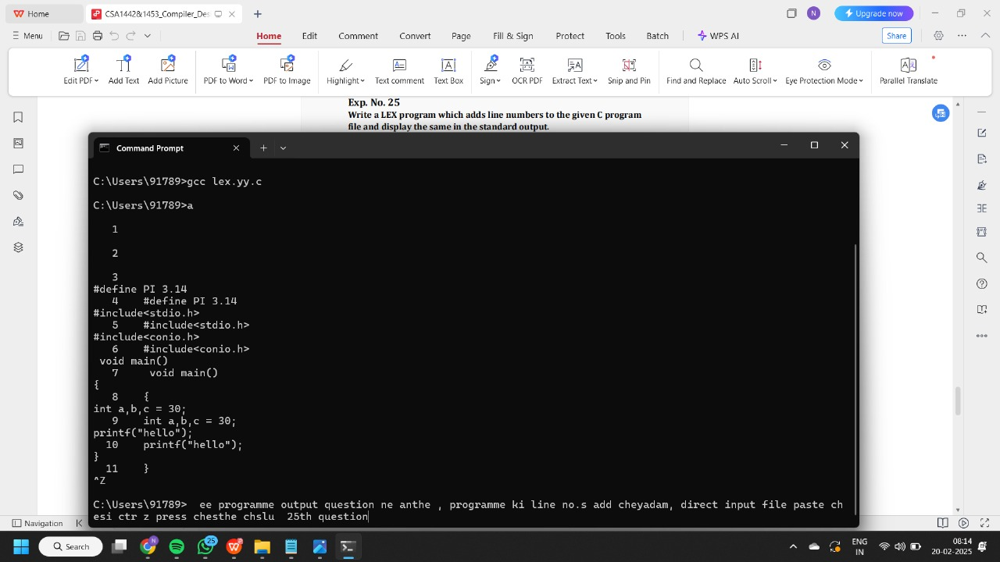 Home
CSA1442&1453_Compiler_Des
N
Upgrade now
Menu
Home Edit Comment Convert Page Fill & Sign Protect Tools Batch WPS AI
Share
Edit PDF Add Text Add Picture PDF to Word PDF to Image Highlight Text comment Text Box Sign OCR PDF Extract Text Snip and Pin Find and Replace Auto Scroll Eye Protection Mode Parallel Translate
Exp. No. 25
Write a LEX program which adds line numbers to the given C program
file and display the same in the standard output.
Command Prompt
C:\Users\91789>gcc lex.yy.c
C:\Users\91789>a
1
2
3
#define PI 3.14
4 #define PI 3.14
#include<stdio.h>
5 #include<stdio.h>
#include<conio.h>
6 #include<conio.h>
void main()
7 void main()
{
8 {
int a,b,c = 30;
9 int a,b,c = 30;
printf("hello");
10 printf("hello");
}
11 }
^Z
C:\Users\91789> ee programme output question ne anthe , programme ki line no.s add cheyadam, direct input file paste ch
esi ctr z press chesthe chslu 25th question
Navigation
Search
25
ENG
IN
08:14
20-02-2025